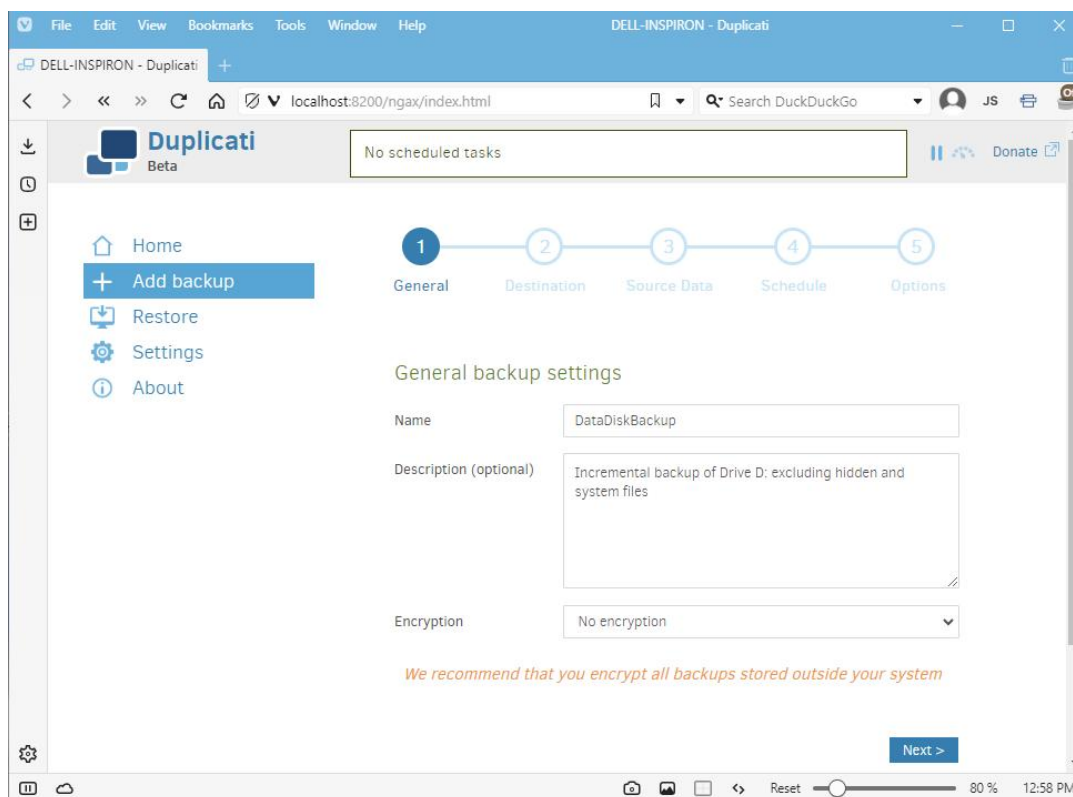 File Edit View Bookmarks Tools Window Help DELL-INSPIRON - Duplicati
DELL-INSPIRON - Duplicati
localhost:8200/ngax/index.html Search DuckDuckGo JS
Duplicati
Beta
No scheduled tasks
Donate
Home
Add backup
Restore
Settings
About
1 2 3 4 5
General Destination Source Data Schedule Options
General backup settings
Name DataDiskBackup
Description (optional) Incremental backup of Drive D: excluding hidden and
system files
Encryption No encryption
We recommend that you encrypt all backups stored outside your system
Next >
Reset 80 % 12:58 PM